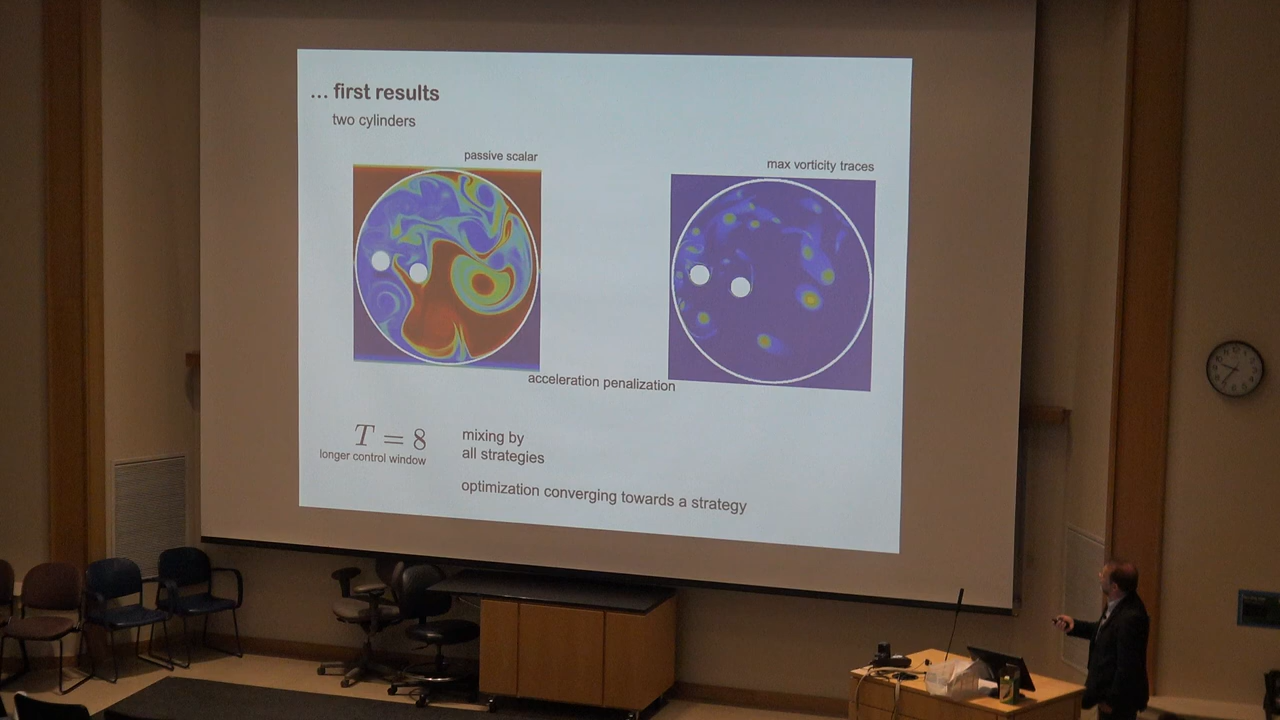 ... first results
two cylinders
passive scalar
max vorticity traces
acceleration penalization
T = 8
longer control window
mixing by
all strategies
optimization converging towards a strategy